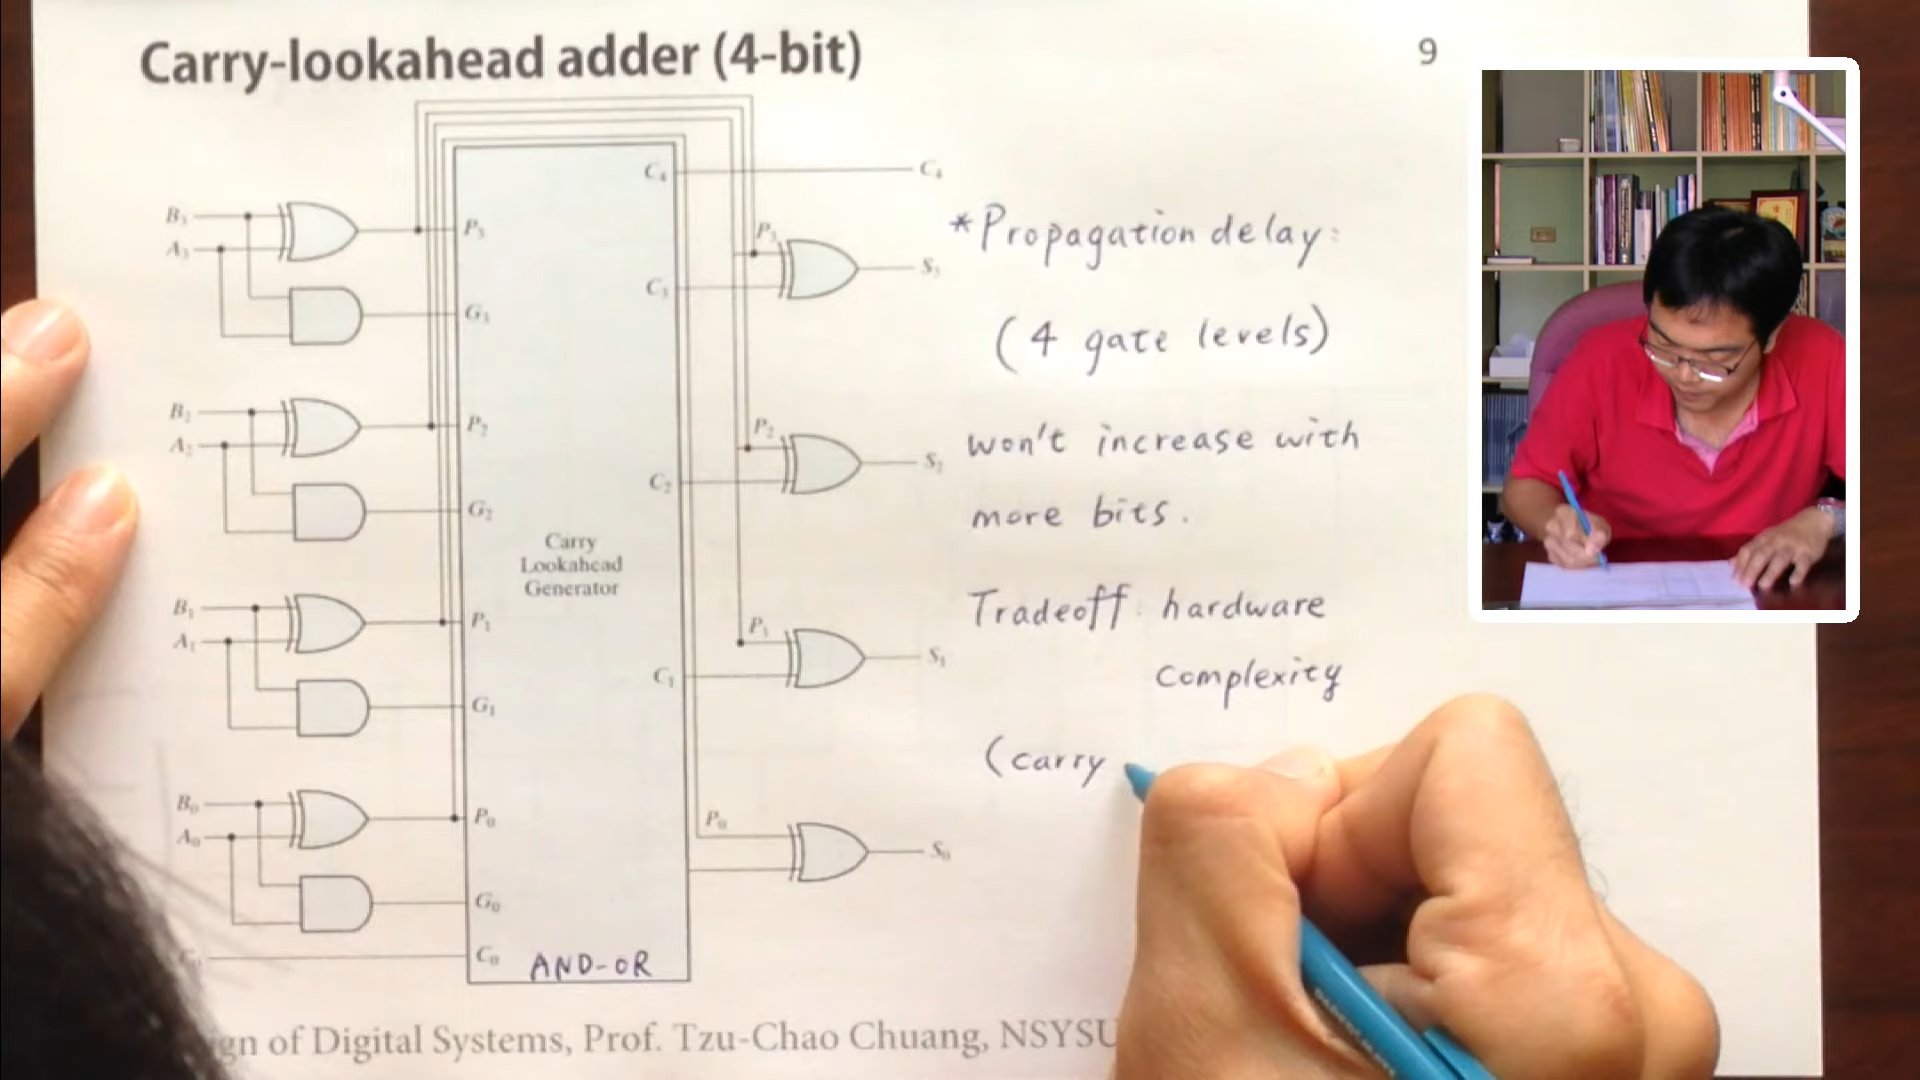 Carry-lookahead adder (4-bit)
9
C₄
C₄
B₃
A₃
P₃
G₃
P₃
C₃
S₃
B₂
A₂
P₂
G₂
P₂
C₂
S₂
Carry
Lookahead
Generator
B₁
A₁
P₁
G₁
P₁
C₁
S₁
B₀
A₀
P₀
G₀
P₀
S₀
C₀
AND-OR
*Propagation delay:
(4 gate levels)
won't increase with
more bits.
Tradeoff: hardware
complexity
(carry
gn of Digital Systems, Prof. Tzu-Chao Chuang, NSYSU